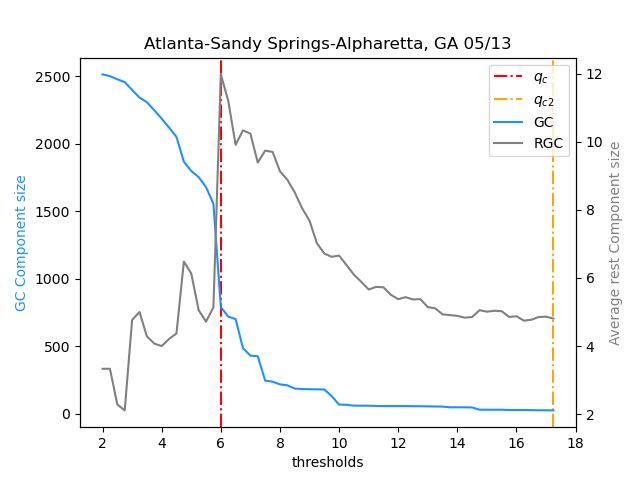 Atlanta-Sandy Springs-Alpharetta, GA 05/13
GC Component size
2500
2000
1500
1000
500
0
q_c
q_c2
GC
RGC
12
10
8
6
4
2
Average rest Component size
2 4 6 8 10 12 14 16 18
thresholds